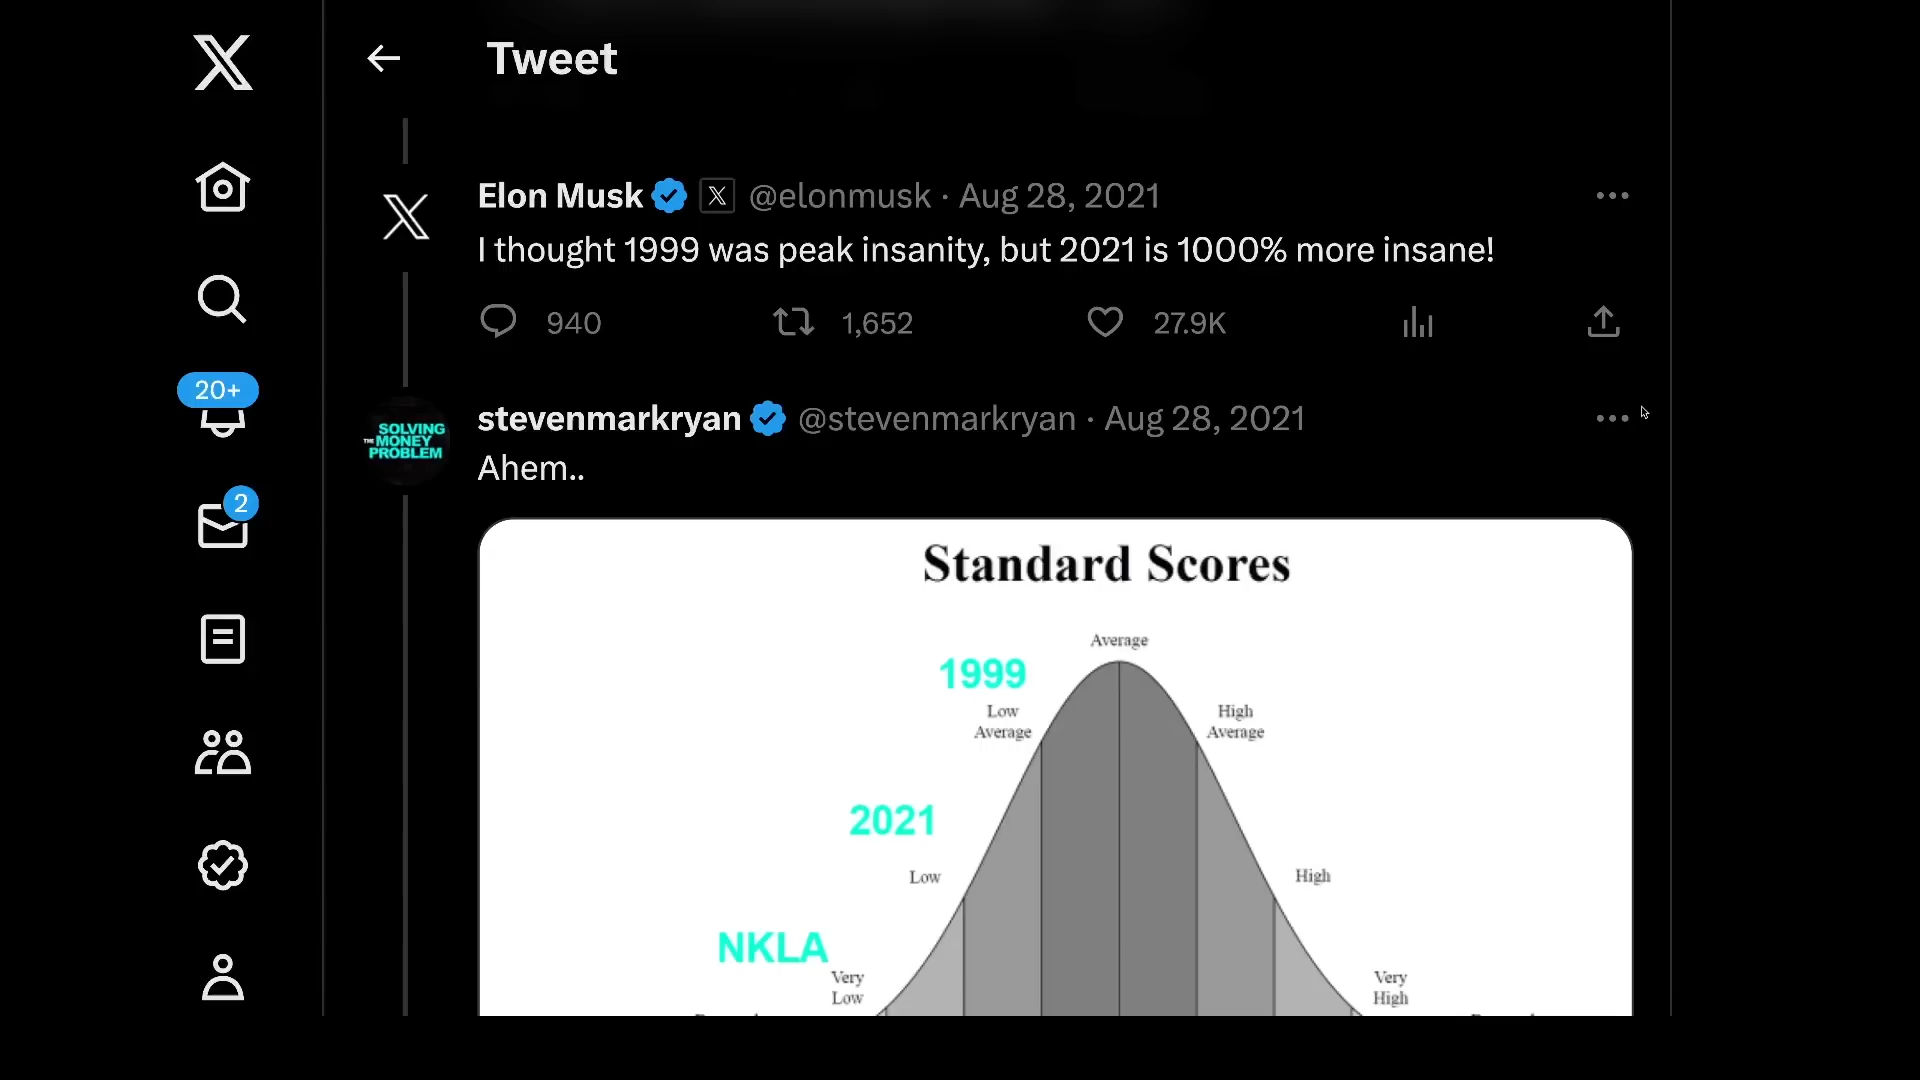 Tweet
Elon Musk @elonmusk · Aug 28, 2021
I thought 1999 was peak insanity, but 2021 is 1000% more insane!
940 1,652 27.9K
20+
stevenmarkryan @stevenmarkryan · Aug 28, 2021
SOLVING
THE MONEY
PROBLEM
Ahem..
2
Standard Scores
Average
1999
Low
Average
High
Average
2021
Low
High
NKLA
Very
Low
Very
High